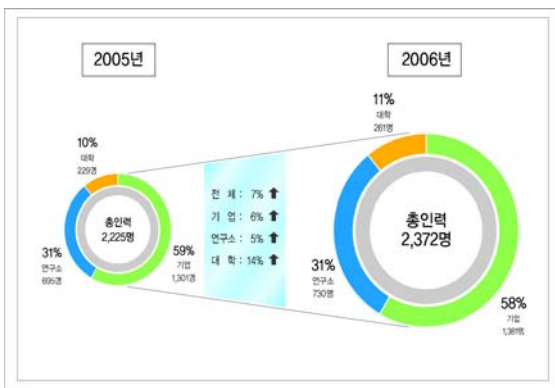 2005년
2006년
10%
대학
229명
총인력
2,225명
31%
연구소
695명
59%
기업
1,301명
전 체 : 7% ⬆
기 업 : 6% ⬆
연구소 : 5% ⬆
대 학 : 14% ⬆
11%
대학
261명
총인력
2,372명
31%
연구소
730명
58%
기업
1,381명